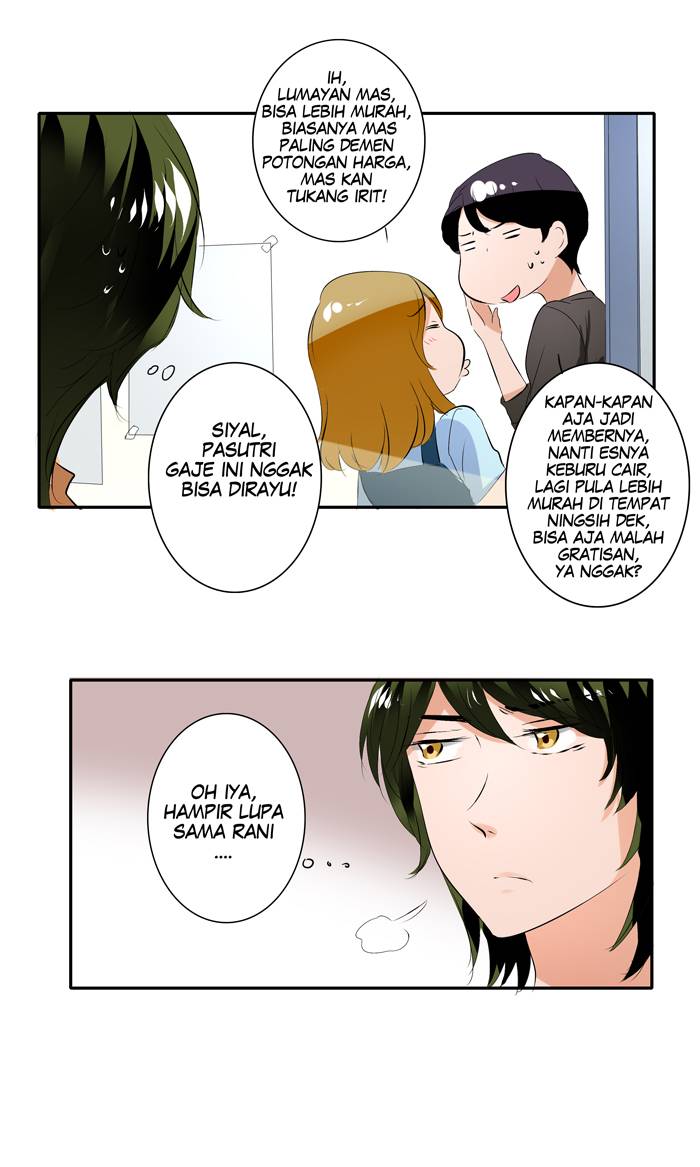 IH,
LUMAYAN MAS,
BISA LEBIH MURAH,
BIASANYA MAS
PALING DEMEN
POTONGAN HARGA,
MAS KAN
TUKANG IRIT!
SIYAL,
PASUTRI
GAJE INI NGGAK
BISA DIRAYU!
KAPAN-KAPAN
AJA JADI
MEMBERNYA,
NANTI ESNYA
KEBURU CAIR,
LAGI PULA LEBIH
MURAH DI TEMPAT
NINGSIH DEK,
BISA AJA MALAH
GRATISAN,
YA NGGAK?
OH IYA,
HAMPIR LUPA
SAMA RANI
....